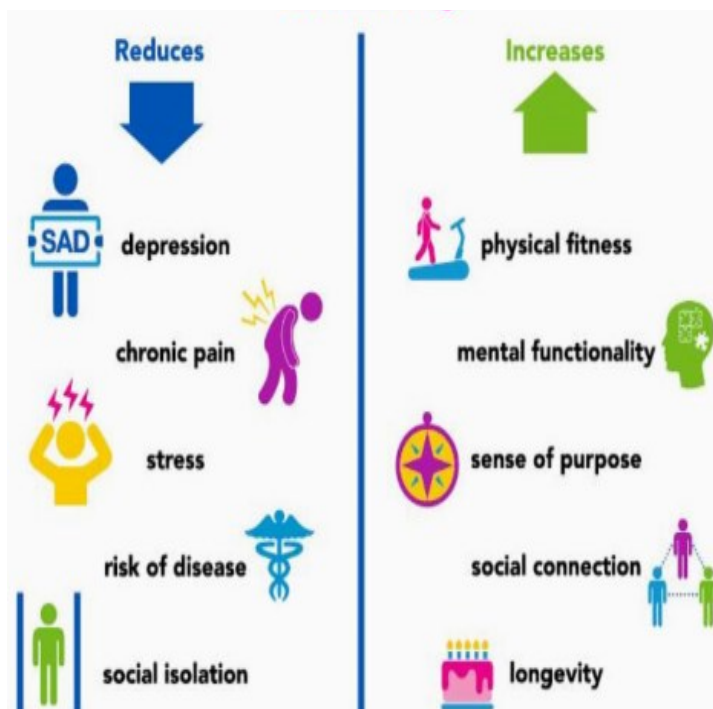 Reduces
SAD
depression
chronic pain
stress
risk of disease
social isolation
Increases
physical fitness
mental functionality
sense of purpose
social connection
longevity